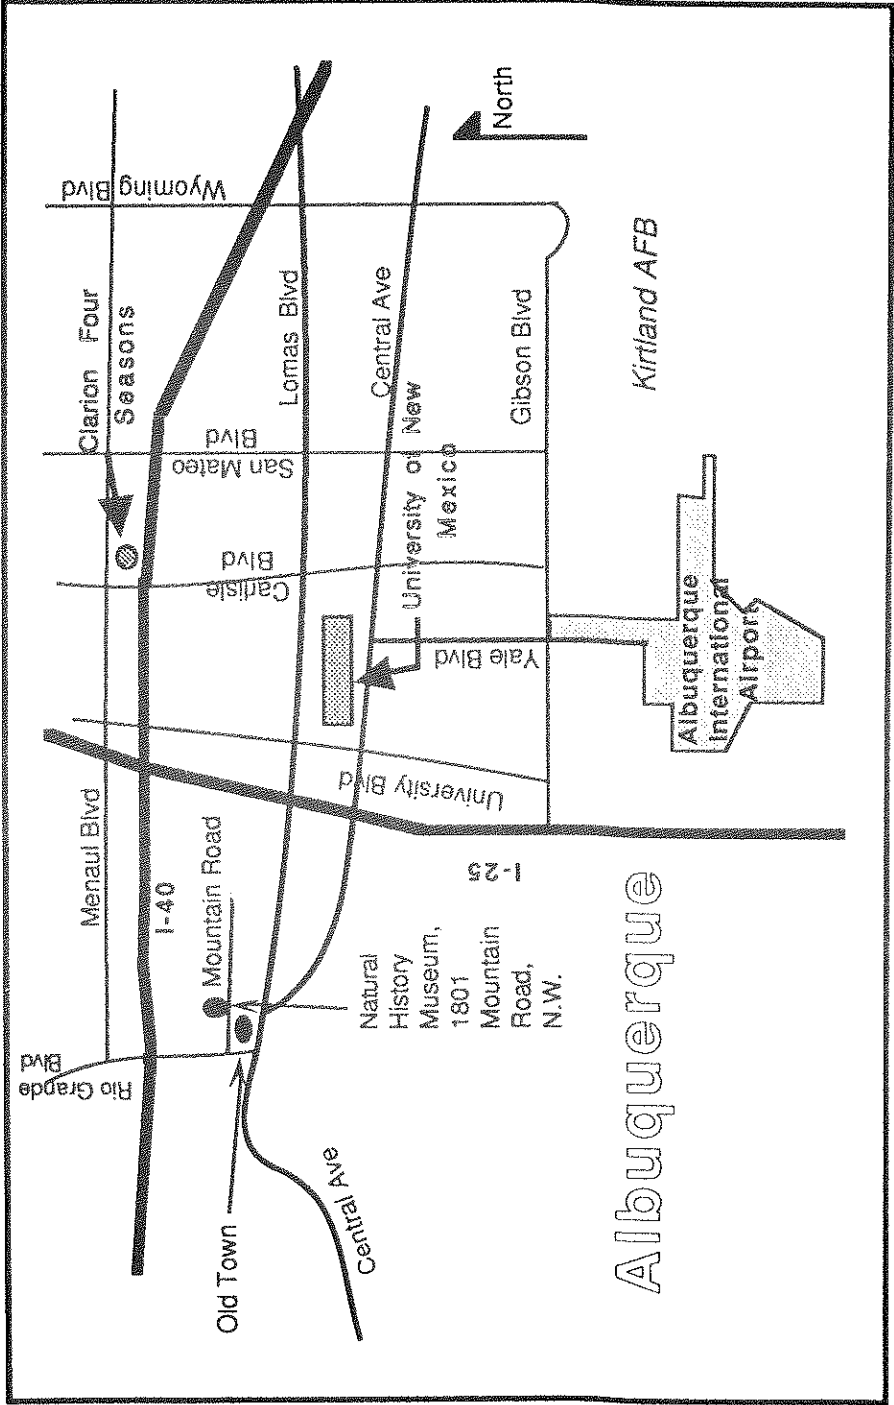 Clarion Four
Seasons
Wyoming Blvd
Menaul Blvd
I-40
Rio Grande
Blvd
Mountain Road
Old Town
Central Ave
Natural
History
Museum,
1801
Mountain
Road,
N.W.
I-25
University Blvd
Carlisle
Blvd
San Mateo
Blvd
Lomas Blvd
Central Ave
University of New
Mexico
Yale Blvd
Gibson Blvd
North
Kirtland AFB
Albuquerque
International
Airport
Albuquerque